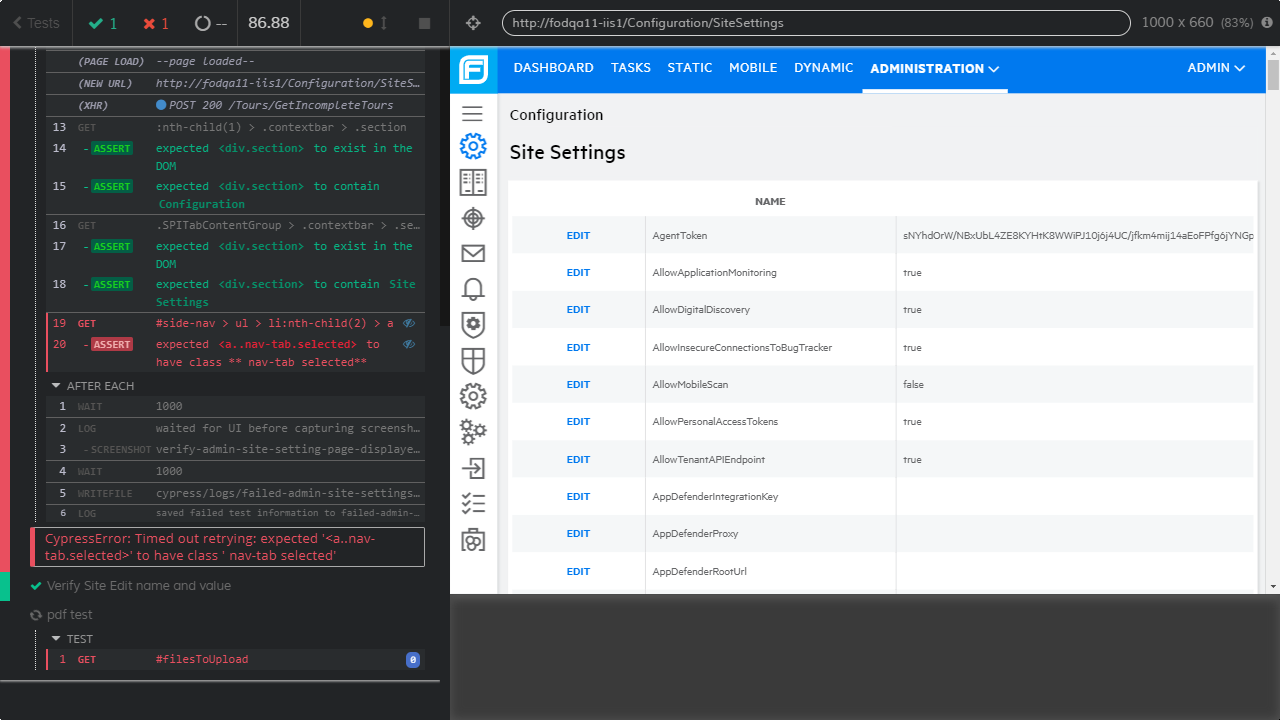 Tests
1
1
--
86.88
http://fodqa11-iis1/Configuration/SiteSettings
1000 x 660 (83%)
(PAGE LOAD) --page loaded--
(NEW URL) http://fodqa11-iis1/Configuration/SiteS…
(XHR) POST 200 /Tours/GetIncompleteTours
13 GET :nth-child(1) > .contextbar > .section
14 - ASSERT expected <div.section> to exist in the
DOM
15 - ASSERT expected <div.section> to contain
Configuration
16 GET .SPITabContentGroup > .contextbar > .se…
17 - ASSERT expected <div.section> to exist in the
DOM
18 - ASSERT expected <div.section> to contain Site
Settings
19 GET #side-nav > ul > li:nth-child(2) > a
20 - ASSERT expected <a..nav-tab.selected> to
have class ** nav-tab selected**
AFTER EACH
1 WAIT 1000
2 LOG waited for UI before capturing screensh…
3 - SCREENSHOT verify-admin-site-setting-page-displaye…
4 WAIT 1000
5 WRITEFILE cypress/logs/failed-admin-site-settings…
6 LOG saved failed test information to failed-admin-…
CypressError: Timed out retrying: expected '<a..nav-
tab.selected>' to have class ' nav-tab selected'
Verify Site Edit name and value
pdf test
TEST
1 GET #filesToUpload 0
F DASHBOARD TASKS STATIC MOBILE DYNAMIC ADMINISTRATION ADMIN
Configuration
Site Settings
NAME
EDIT AgentToken sNYhdOrW/NBxUbL4ZE8KYHtK8WWiPJ10j6j4UC/jfkm4mij14aEoFPfg6jYNGp
EDIT AllowApplicationMonitoring true
EDIT AllowDigitalDiscovery true
EDIT AllowInsecureConnectionsToBugTracker true
EDIT AllowMobileScan false
EDIT AllowPersonalAccessTokens true
EDIT AllowTenantAPIEndpoint true
EDIT AppDefenderIntegrationKey
EDIT AppDefenderProxy
EDIT AppDefenderRootUrl